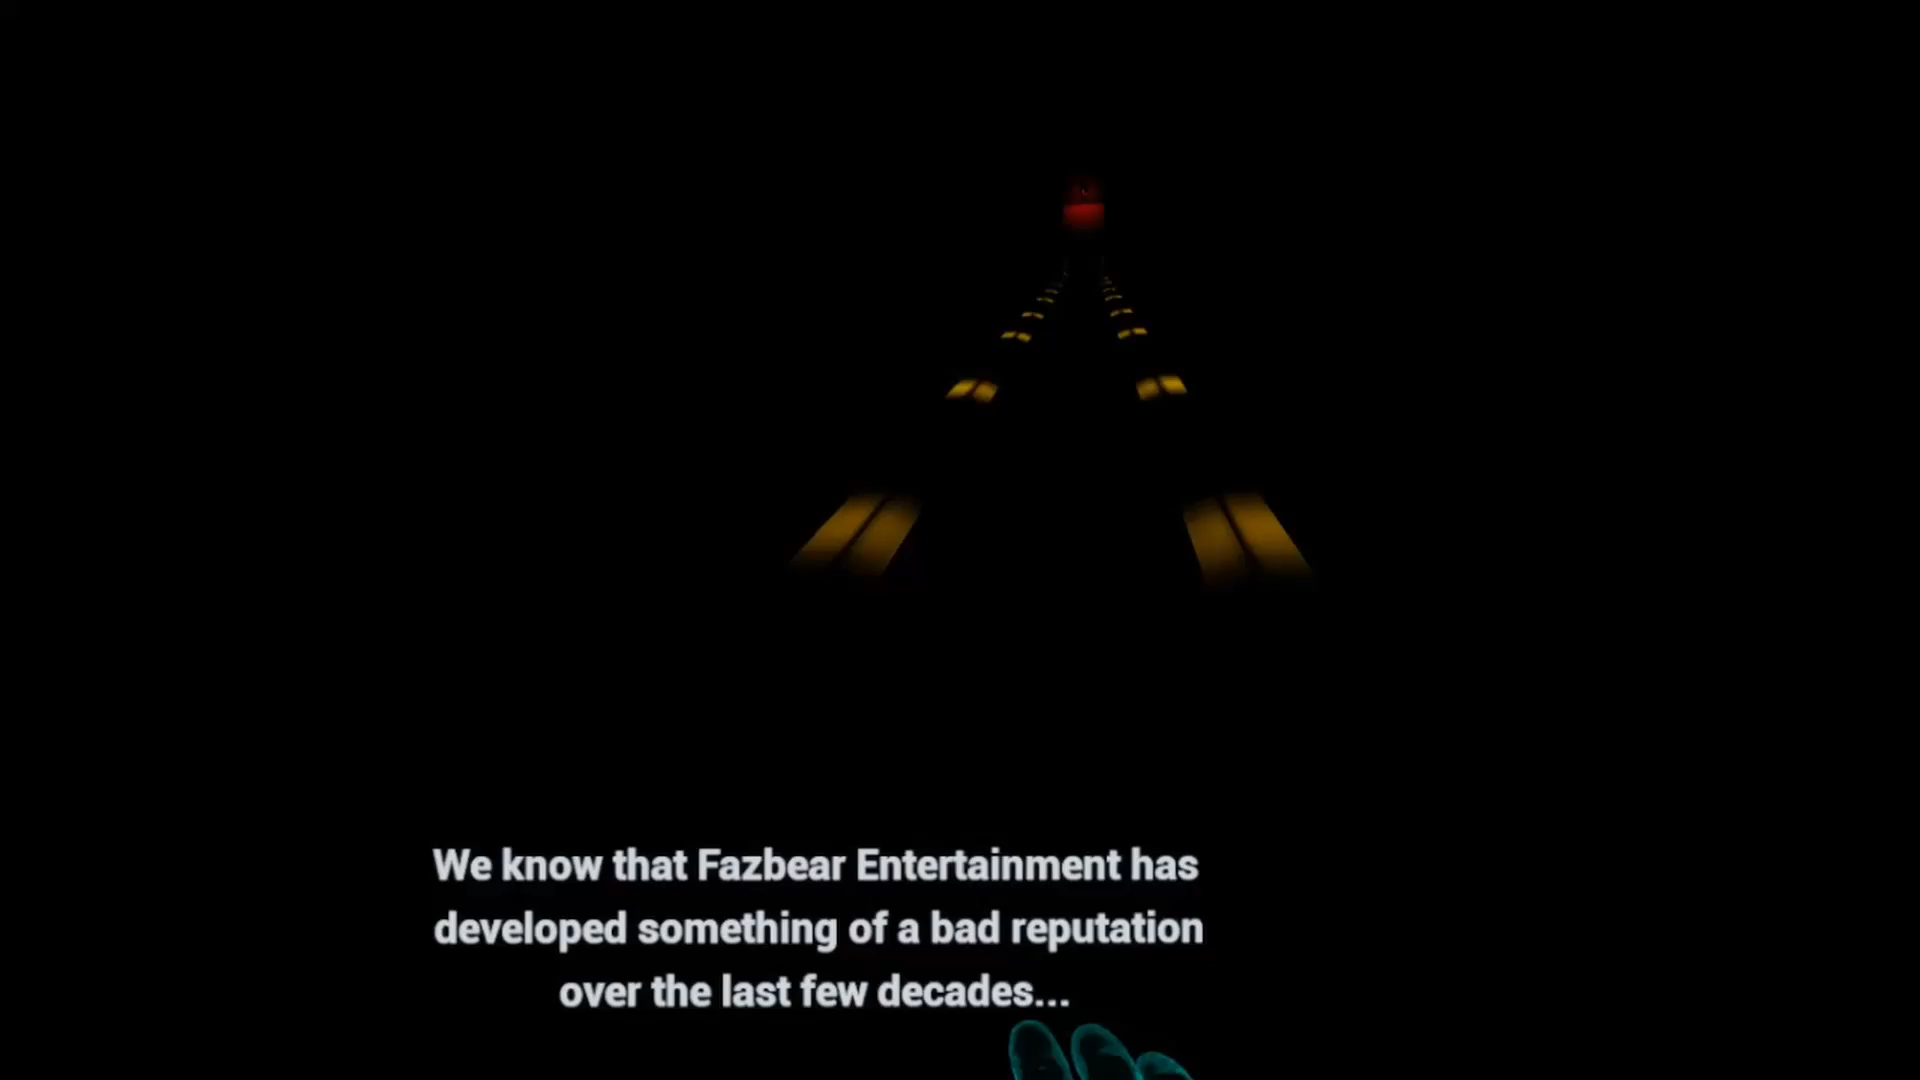 We know that Fazbear Entertainment has
developed something of a bad reputation
over the last few decades...